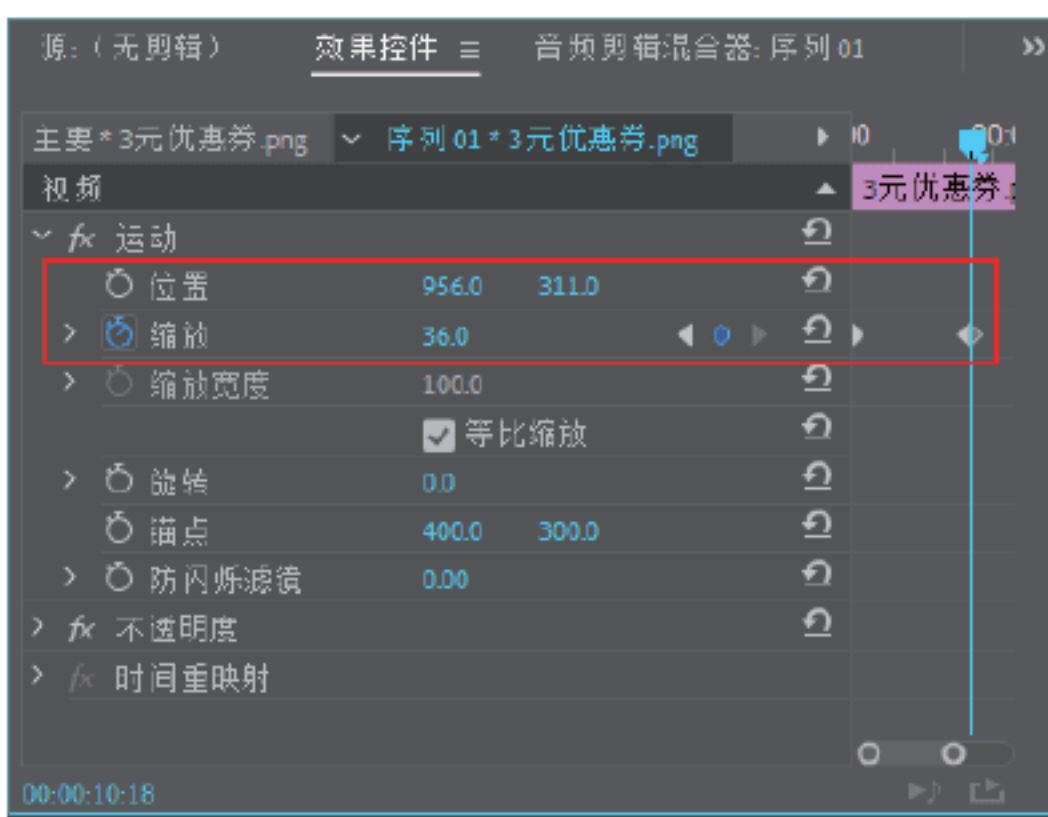 源:（无剪辑） 效果控件 ≡ 音频剪辑混合器: 序列 01 »
主要*3元优惠券.png 序列 01*3元优惠券.png 00 00:0
视频 3元优惠券.p
fx 运动
位置 956.0 311.0
缩放 36.0
缩放宽度 100.0
等比缩放
旋转 0.0
锚点 400.0 300.0
防闪烁滤镜 0.00
fx 不透明度
fx 时间重映射
00:00:10:18